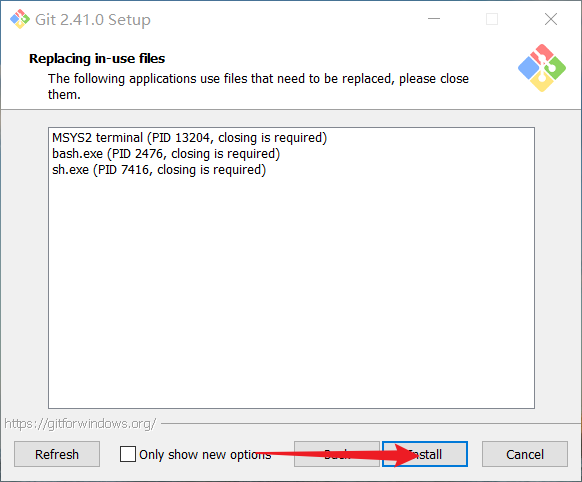 Git 2.41.0 Setup
Replacing in-use files
The following applications use files that need to be replaced, please close
them.
MSYS2 terminal (PID 13204, closing is required)
bash.exe (PID 2476, closing is required)
sh.exe (PID 7416, closing is required)
https://gitforwindows.org/
Refresh
Only show new options
Back
Install
Cancel